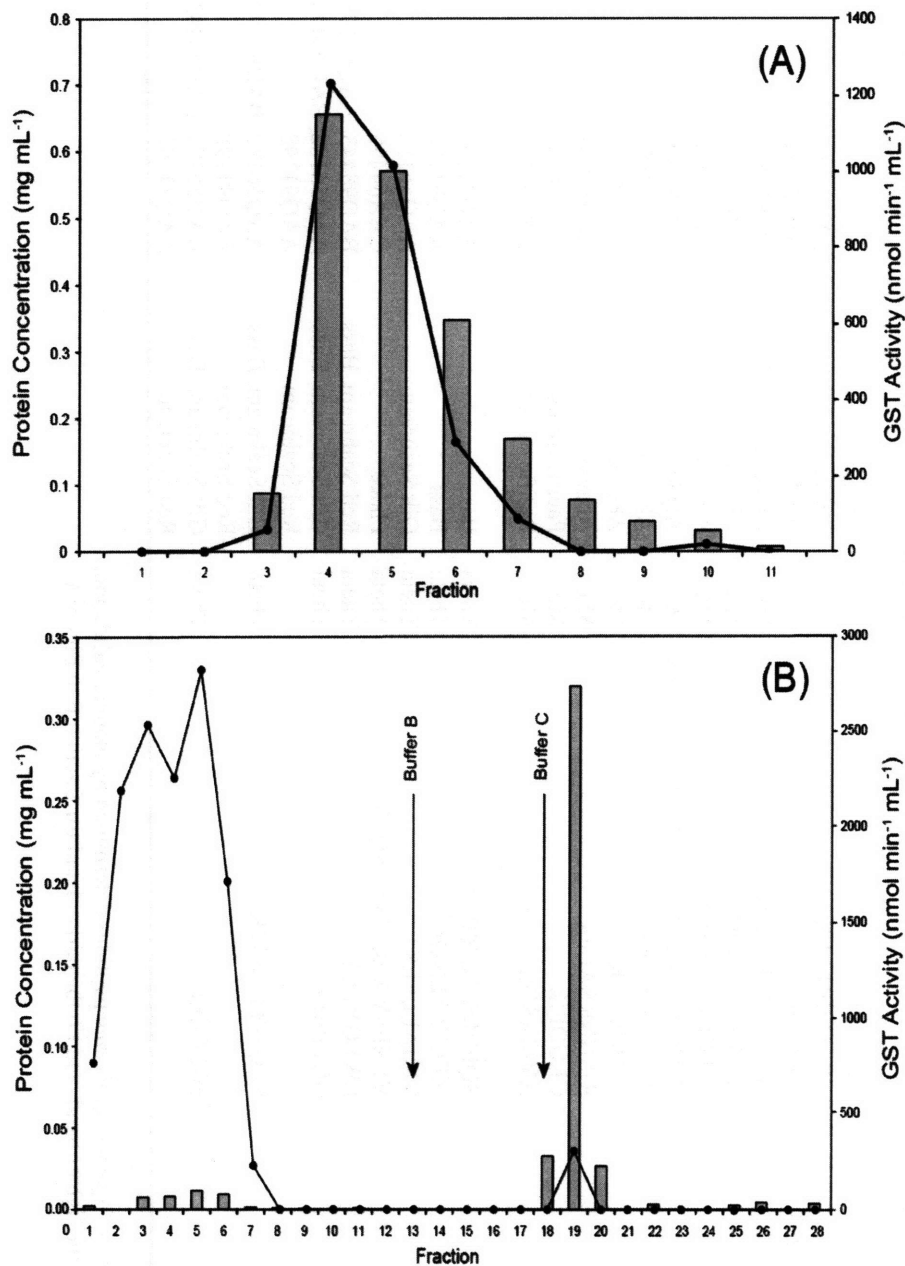 (A)
Protein Concentration (mg mL-1)
0.8
0.7
0.6
0.5
0.4
0.3
0.2
0.1
0
1400
1200
1000
800
600
400
200
0
GST Activity (nmol min-1 mL-1)
1 2 3 4 5 6 7 8 9 10 11
Fraction
(B)
Protein Concentration (mg mL-1)
0.35
0.30
0.25
0.20
0.15
0.10
0.05
0.00
Buffer B
Buffer C
3000
2500
2000
1500
1000
500
0
GST Activity (nmol min-1 mL-1)
0 1 2 3 4 5 6 7 8 9 10 11 12 13 14 15 16 17 18 19 20 21 22 23 24 25 26 27 28
Fraction